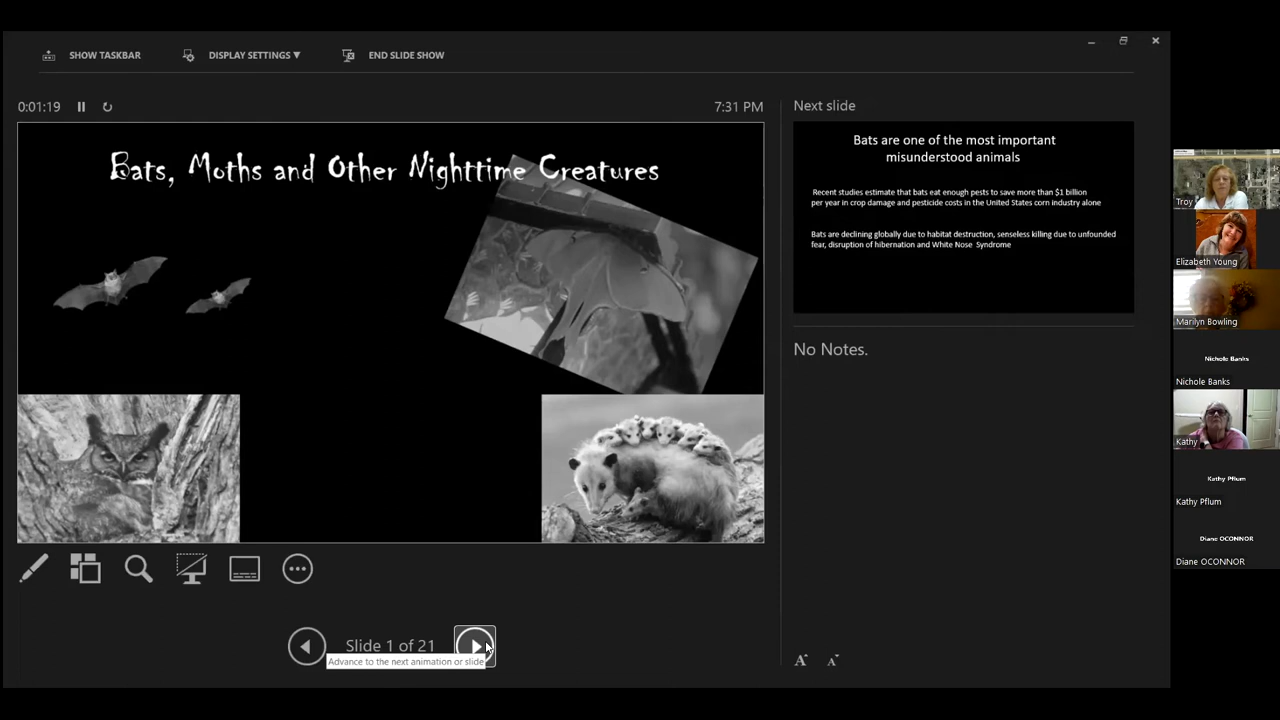 SHOW TASKBAR
DISPLAY SETTINGS ▼
END SLIDE SHOW
0:01:19
7:31 PM
Bats, Moths and Other Nighttime Creatures
Slide 1 of 21
Advance to the next animation or slide
Next slide
Bats are one of the most important
misunderstood animals
Recent studies estimate that bats eat enough pests to save more than $1 billion
per year in crop damage and pesticide costs in the United States corn industry alone
Bats are declining globally due to habitat destruction, senseless killing due to unfounded
fear, disruption of hibernation and White Nose Syndrome
No Notes.
A A
Troy
Elizabeth Young
Marilyn Bowling
Nichole Banks
Nichole Banks
Kathy
Kathy Pflum
Kathy Pflum
Diane OCONNOR
Diane OCONNOR